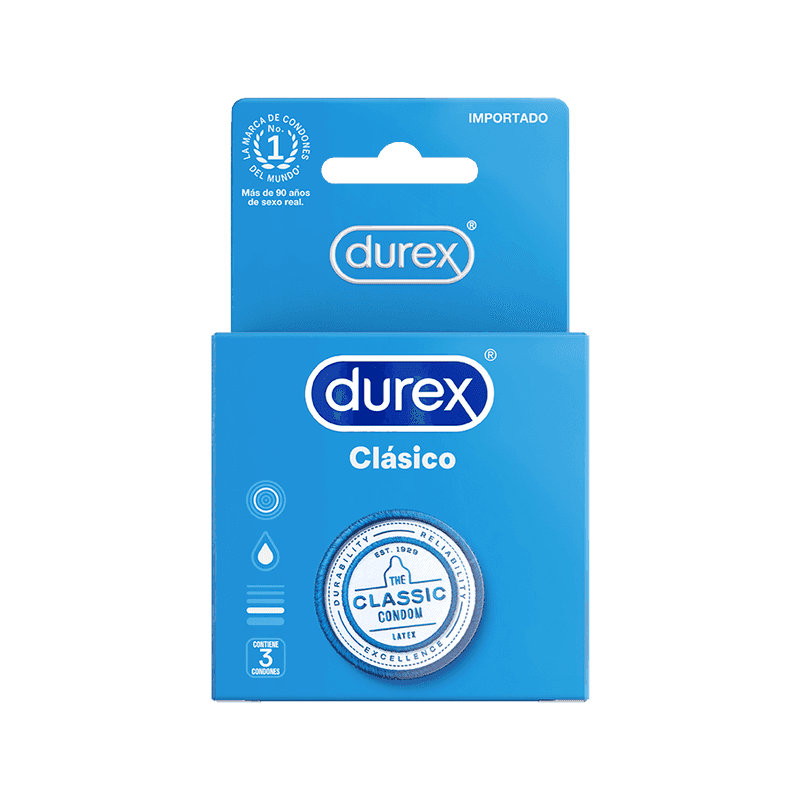 IMPORTADO
LA MARCA DE CONDONES
No.
1
DEL MUNDO*
Más de 90 años
de sexo real.
durex®
durex®
Clásico
DURABILITY
RELIABILITY
EST. 1929
THE
CLASSIC
CONDOM
LATEX
EXCELLENCE
CONTIENE
3
CONDONES